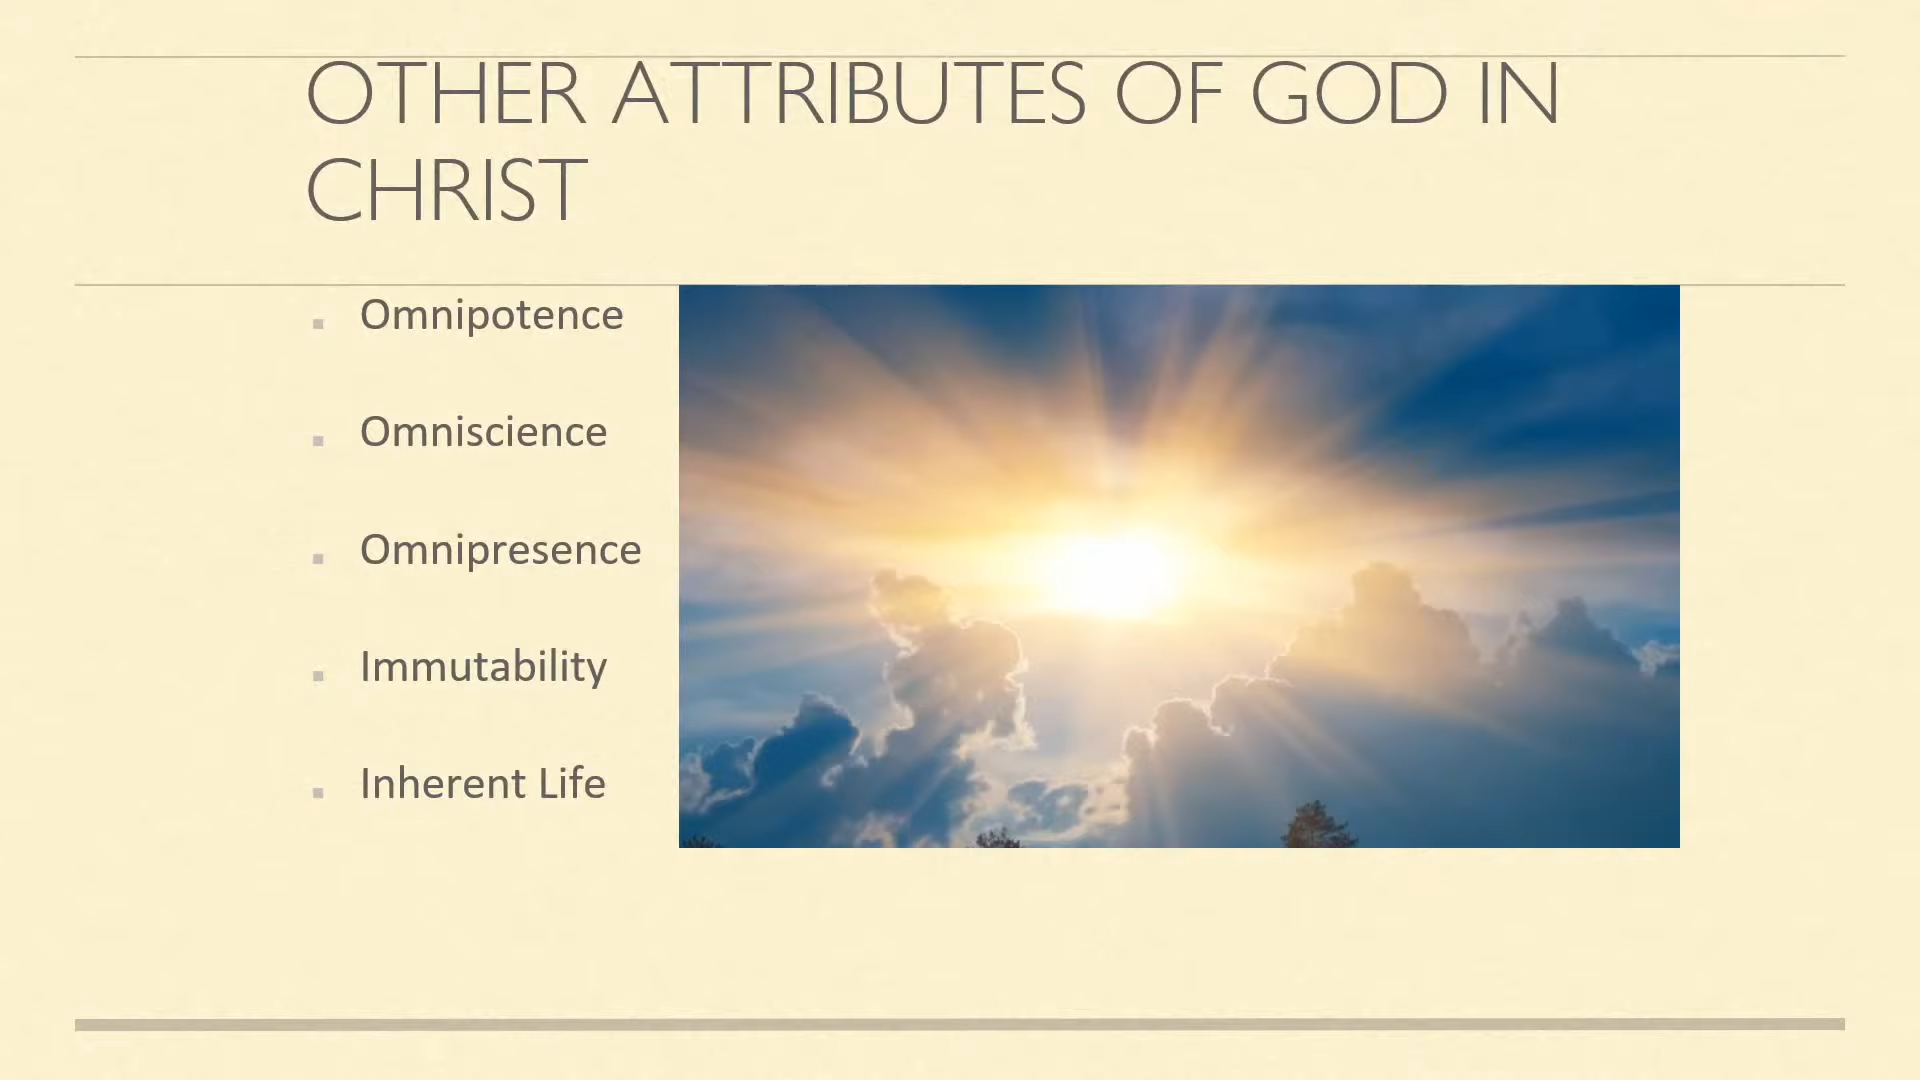 OTHER ATTRIBUTES OF GOD IN
CHRIST
Omnipotence
Omniscience
Omnipresence
Immutability
Inherent Life